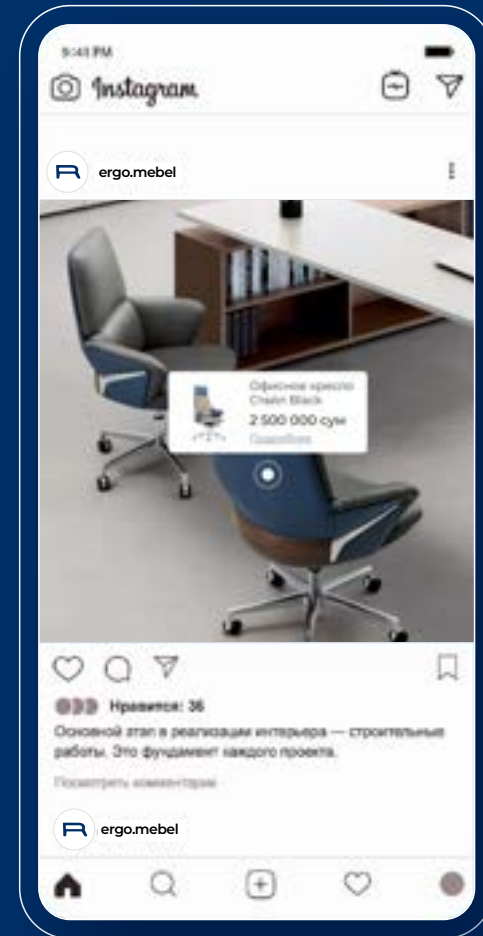 9:41 PM
Instagram
ergo.mebel
Офисное кресло
Стайл Black
2 500 000 сум
Подробнее
Нравится: 36
Основной этап в реализации интерьера — строительные
работы. Это фундамент каждого проекта.
Посмотреть комментарии
ergo.mebel